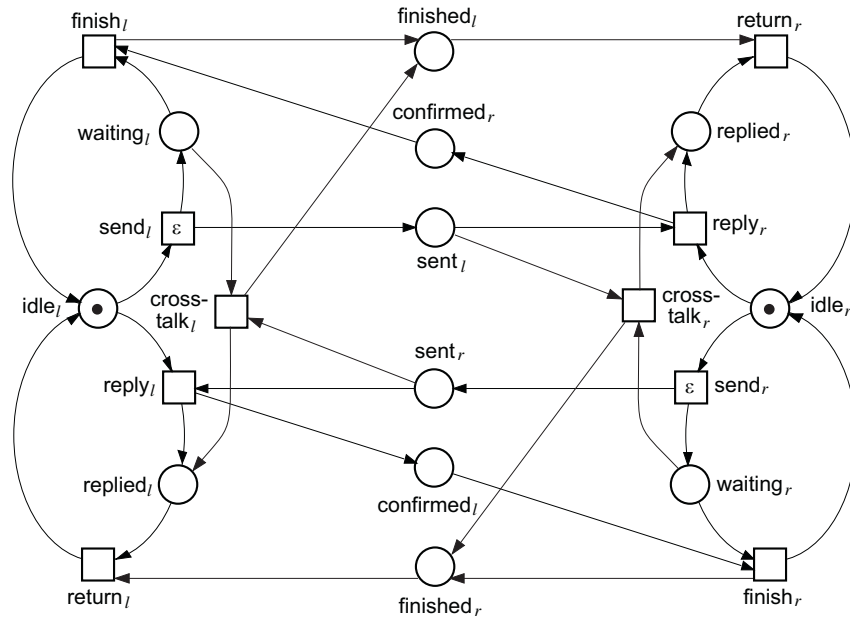 finish_l
finished_l
return_r
waiting_l
confirmed_r
replied_r
send_l
ε
sent_l
reply_r
idle_l
cross-
talk_l
cross-
talk_r
idle_r
reply_l
sent_r
ε
send_r
replied_l
confirmed_l
waiting_r
return_l
finished_r
finish_r